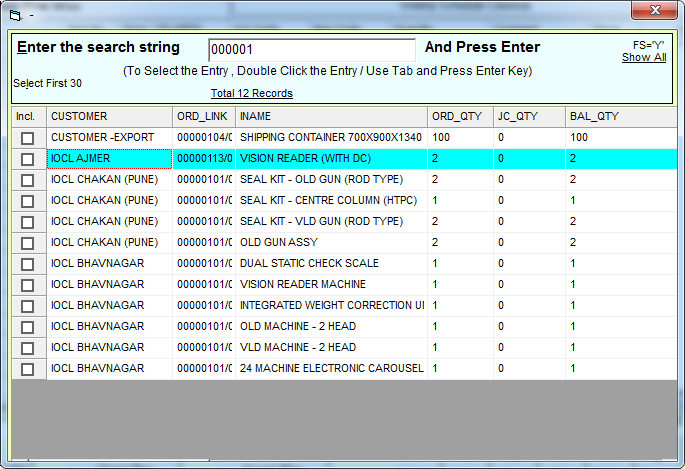 -
Enter the search string 000001 And Press Enter FS='Y'
Show All
(To Select the Entry , Double Click the Entry / Use Tab and Press Enter Key)
Select First 30
Total 12 Records
Incl. CUSTOMER ORD_LINK INAME ORD_QTY JC_QTY BAL_QTY
CUSTOMER -EXPORT 00000104/0 SHIPPING CONTAINER 700X900X1340 100 0 100
IOCL AJMER 00000113/0 VISION READER (WITH DC) 2 0 2
IOCL CHAKAN (PUNE) 00000101/0 SEAL KIT - OLD GUN (ROD TYPE) 2 0 2
IOCL CHAKAN (PUNE) 00000101/0 SEAL KIT - CENTRE COLUMN (HTPC) 1 0 1
IOCL CHAKAN (PUNE) 00000101/0 SEAL KIT - VLD GUN (ROD TYPE) 2 0 2
IOCL CHAKAN (PUNE) 00000101/0 OLD GUN ASSY 2 0 2
IOCL BHAVNAGAR 00000101/0 DUAL STATIC CHECK SCALE 1 0 1
IOCL BHAVNAGAR 00000101/0 VISION READER MACHINE 1 0 1
IOCL BHAVNAGAR 00000101/0 INTEGRATED WEIGHT CORRECTION UI 1 0 1
IOCL BHAVNAGAR 00000101/0 OLD MACHINE - 2 HEAD 1 0 1
IOCL BHAVNAGAR 00000101/0 VLD MACHINE - 2 HEAD 1 0 1
IOCL BHAVNAGAR 00000101/0 24 MACHINE ELECTRONIC CAROUSEL 1 0 1